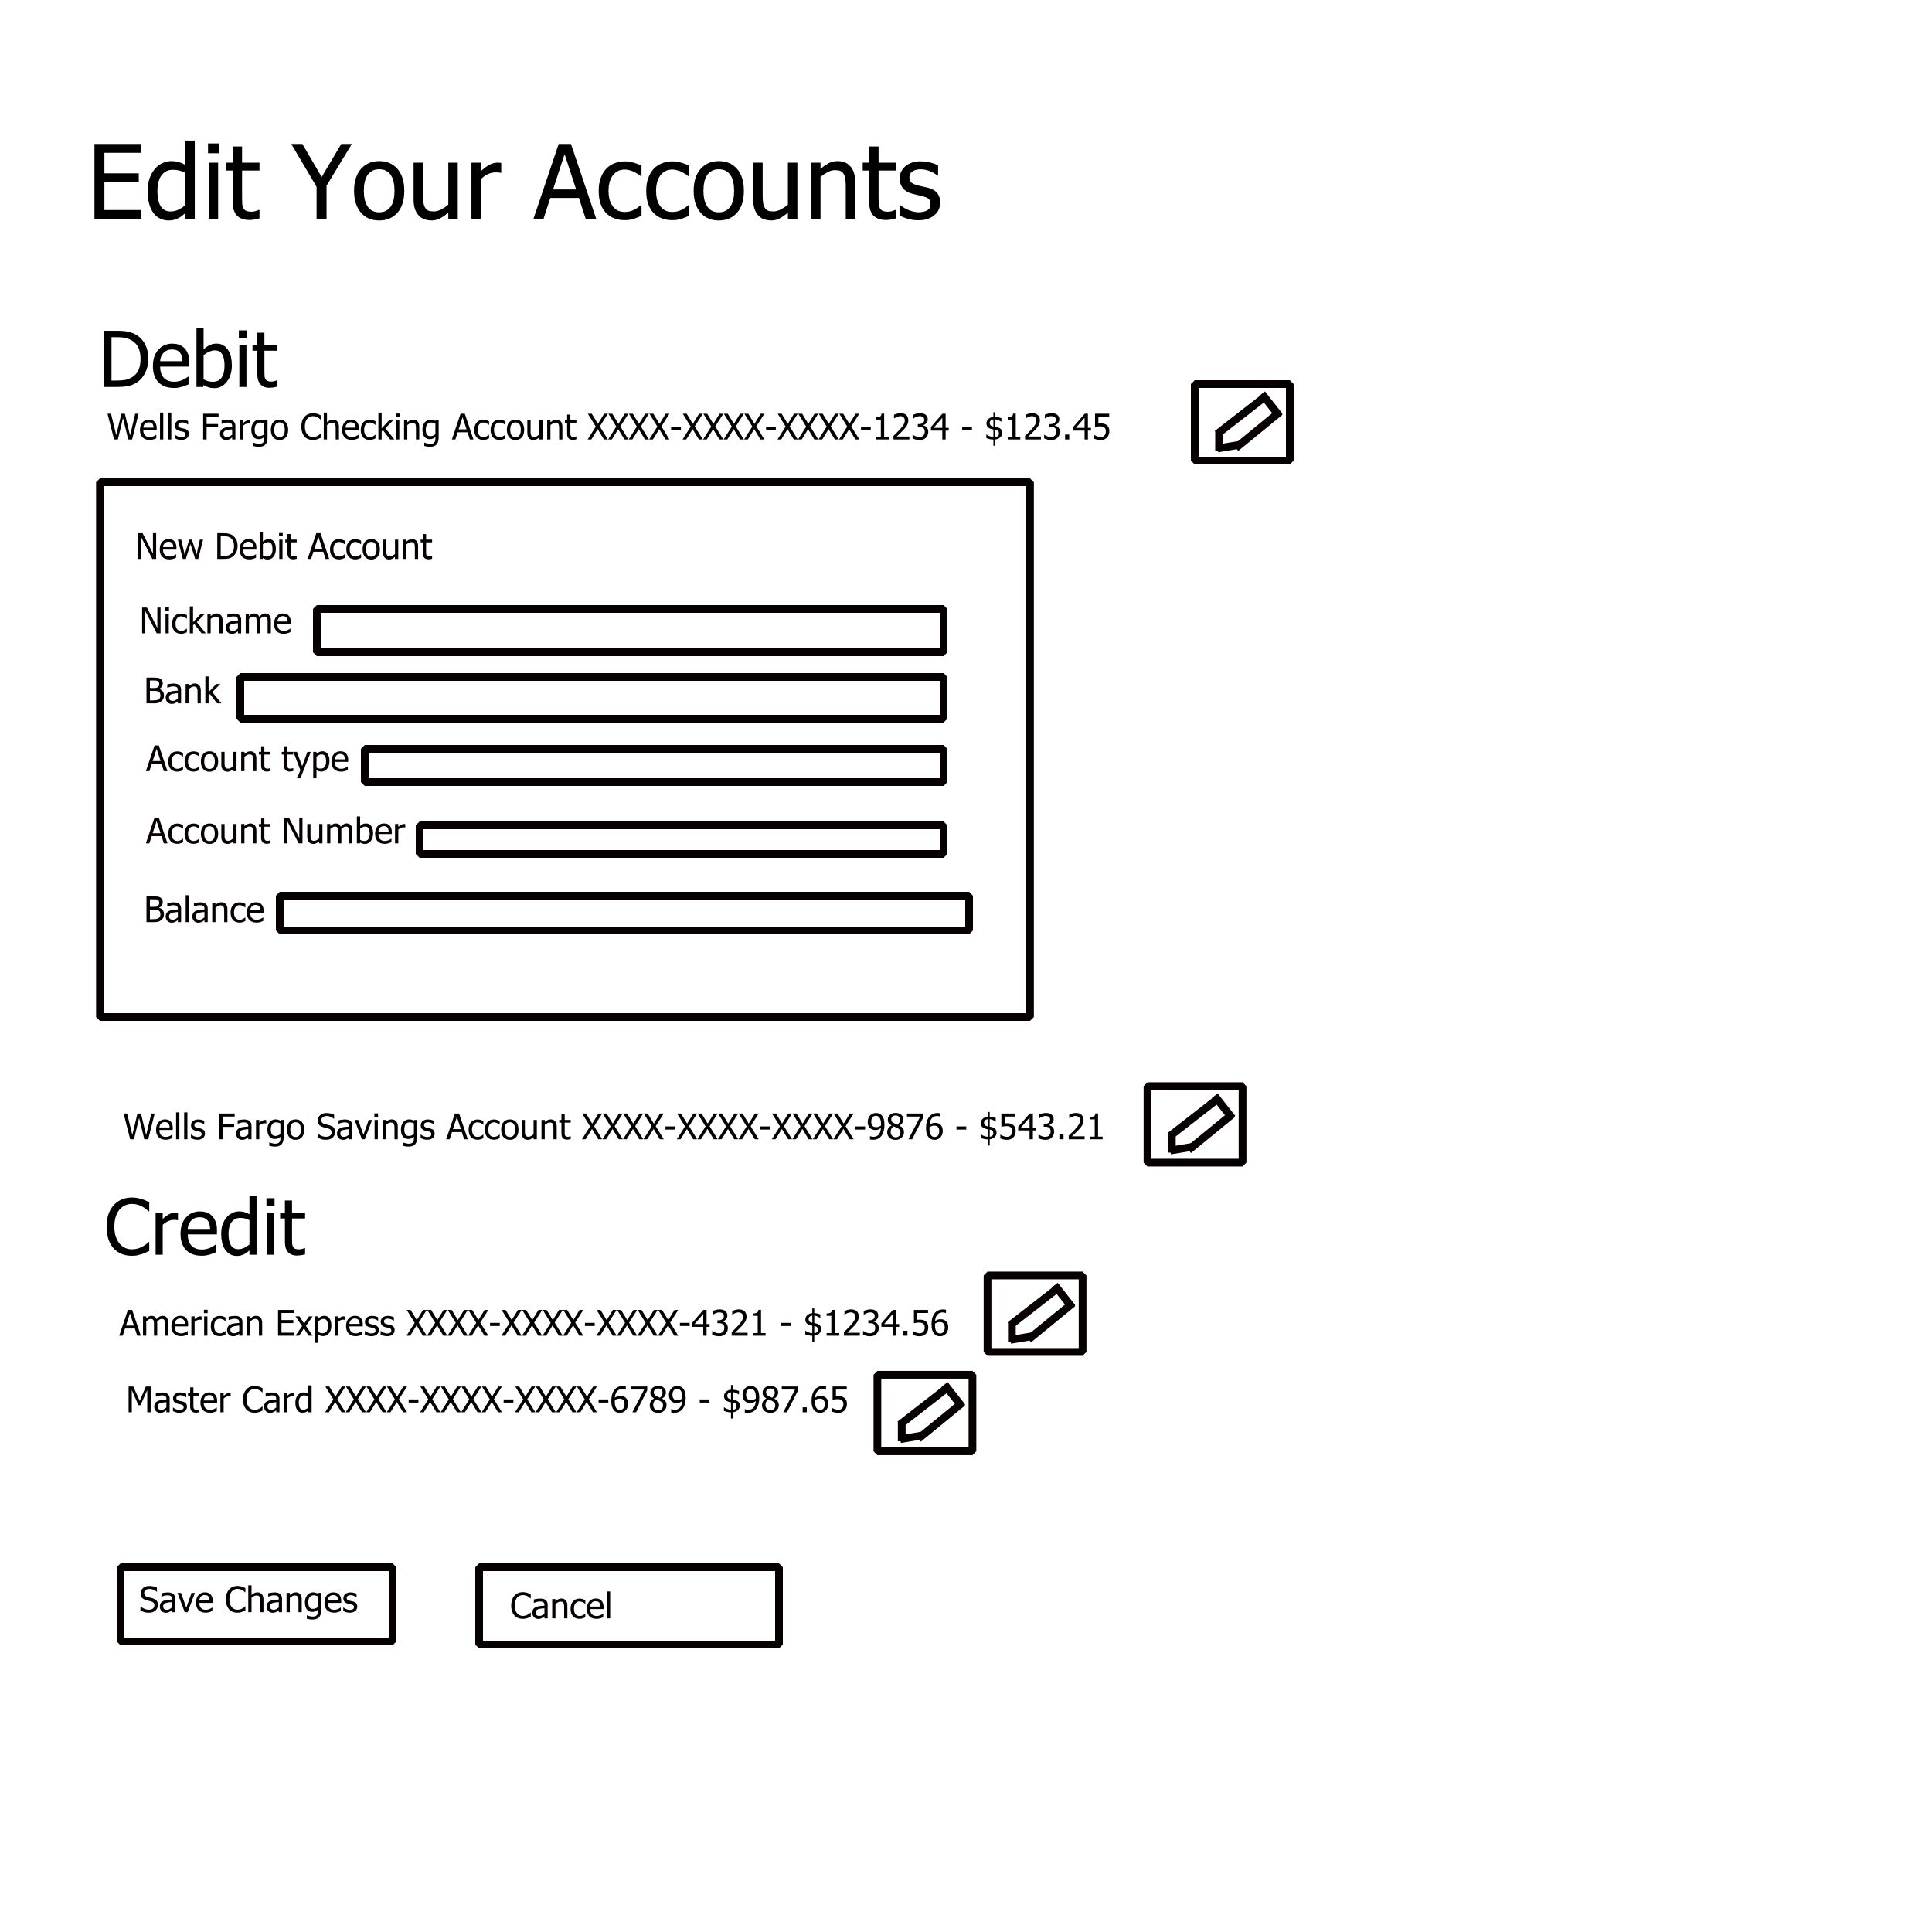 Edit Your Accounts
Debit
Wells Fargo Checking Account XXXX-XXXX-XXXX-1234 - $123.45
New Debit Account
Nickname
Bank
Account type
Account Number
Balance
Wells Fargo Savings Account XXXX-XXXX-XXXX-9876 - $543.21
Credit
American Express XXXX-XXXX-XXXX-4321 - $1234.56
Master Card XXXX-XXXX-XXXX-6789 - $987.65
Save Changes
Cancel